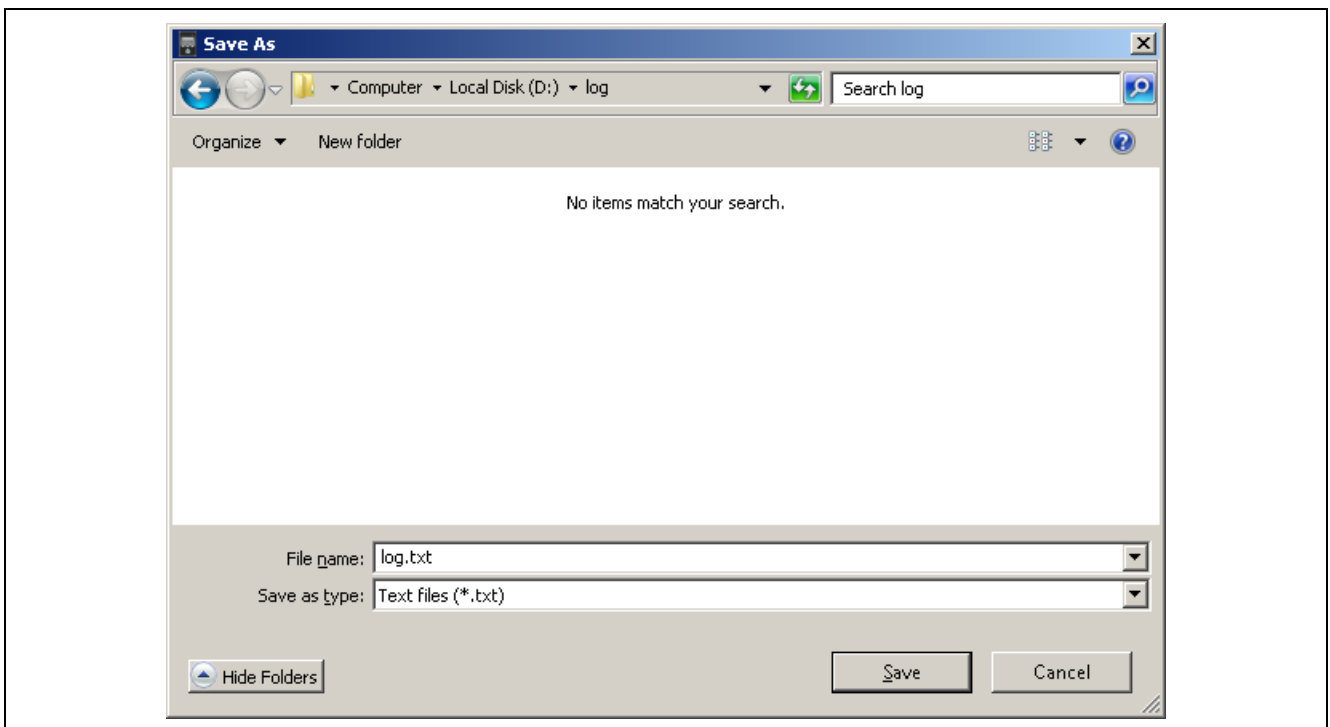 Save As
Computer Local Disk (D:) log Search log
Organize New folder
No items match your search.
File name: log.txt
Save as type: Text files (*.txt)
Hide Folders Save Cancel